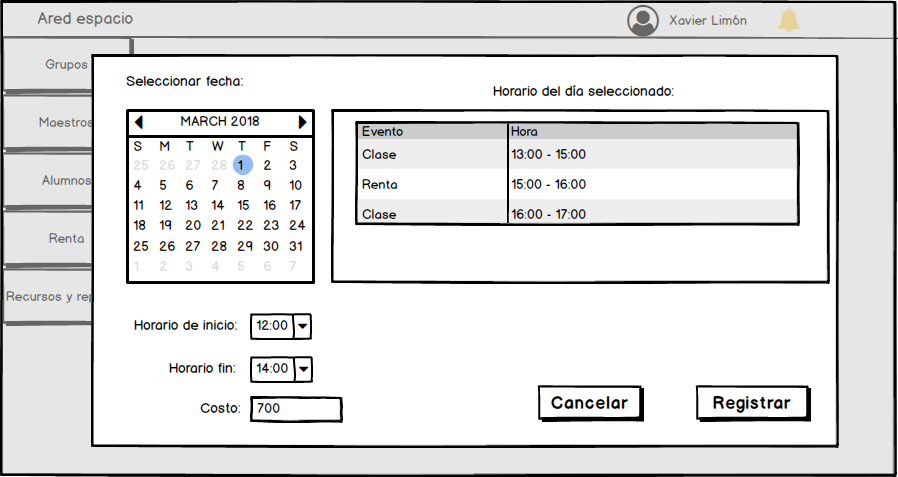 Ared espacio
Xavier Limón
Grupos
Maestros
Alumnos
Renta
Recursos y rep
Seleccionar fecha:
MARCH 2018
S M T W T F S
25 26 27 28 1 2 3
4 5 6 7 8 9 10
11 12 13 14 15 16 17
18 19 20 21 22 23 24
25 26 27 28 29 30 31
1 2 3 4 5 6 7
Horario del día seleccionado:
Evento Hora
Clase 13:00 - 15:00
Renta 15:00 - 16:00
Clase 16:00 - 17:00
Horario de inicio: 12:00
Horario fin: 14:00
Costo: 700
Cancelar
Registrar